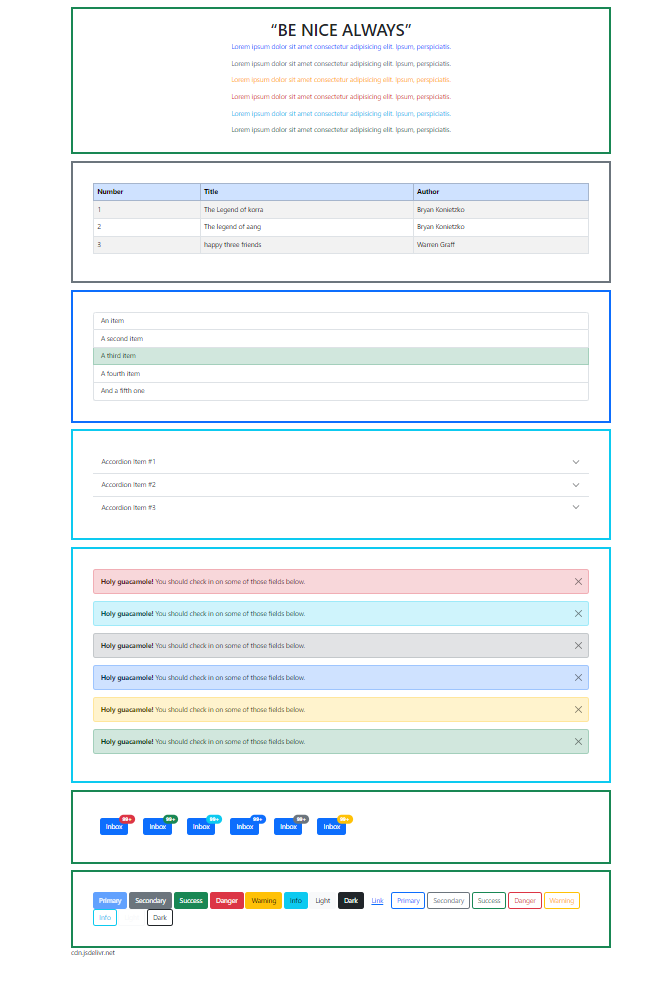 “BE NICE ALWAYS”
Lorem ipsum dolor sit amet consectetur adipisicing elit. Ipsum, perspiciatis.
Lorem ipsum dolor sit amet consectetur adipisicing elit. Ipsum, perspiciatis.
Lorem ipsum dolor sit amet consectetur adipisicing elit. Ipsum, perspiciatis.
Lorem ipsum dolor sit amet consectetur adipisicing elit. Ipsum, perspiciatis.
Lorem ipsum dolor sit amet consectetur adipisicing elit. Ipsum, perspiciatis.
Lorem ipsum dolor sit amet consectetur adipisicing elit. Ipsum, perspiciatis.
Number Title Author
1 The Legend of korra Bryan Konietzko
2 The legend of aang Bryan Konietzko
3 happy three friends Warren Graff
An item
A second item
A third item
A fourth item
And a fifth one
Accordion Item #1
Accordion Item #2
Accordion Item #3
Holy guacamole! You should check in on some of those fields below.
Holy guacamole! You should check in on some of those fields below.
Holy guacamole! You should check in on some of those fields below.
Holy guacamole! You should check in on some of those fields below.
Holy guacamole! You should check in on some of those fields below.
Holy guacamole! You should check in on some of those fields below.
Inbox 99+ Inbox 99+ Inbox 99+ Inbox 99+ Inbox 99+ Inbox 99+
Primary Secondary Success Danger Warning Info Light Dark Link Primary Secondary Success Danger Warning
Info Dark
cdn.jsdelivr.net